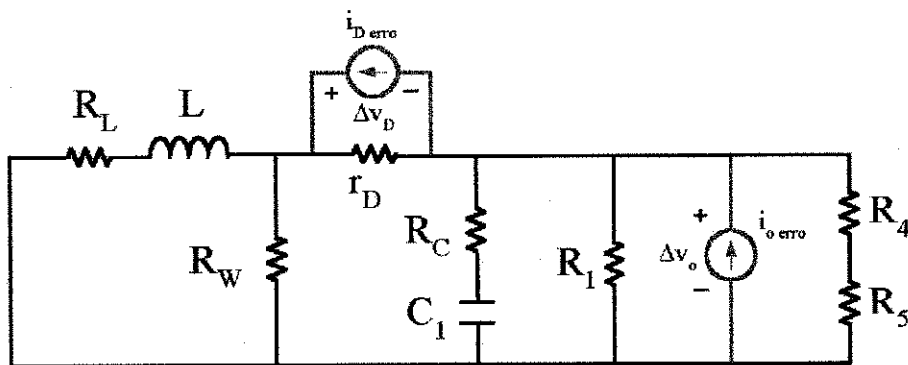 i_D erro
+ −
Δv_D
R_L
L
r_D
R_W
R_C
C_1
R_1
+
Δv_o
−
i_o erro
R_4
R_5